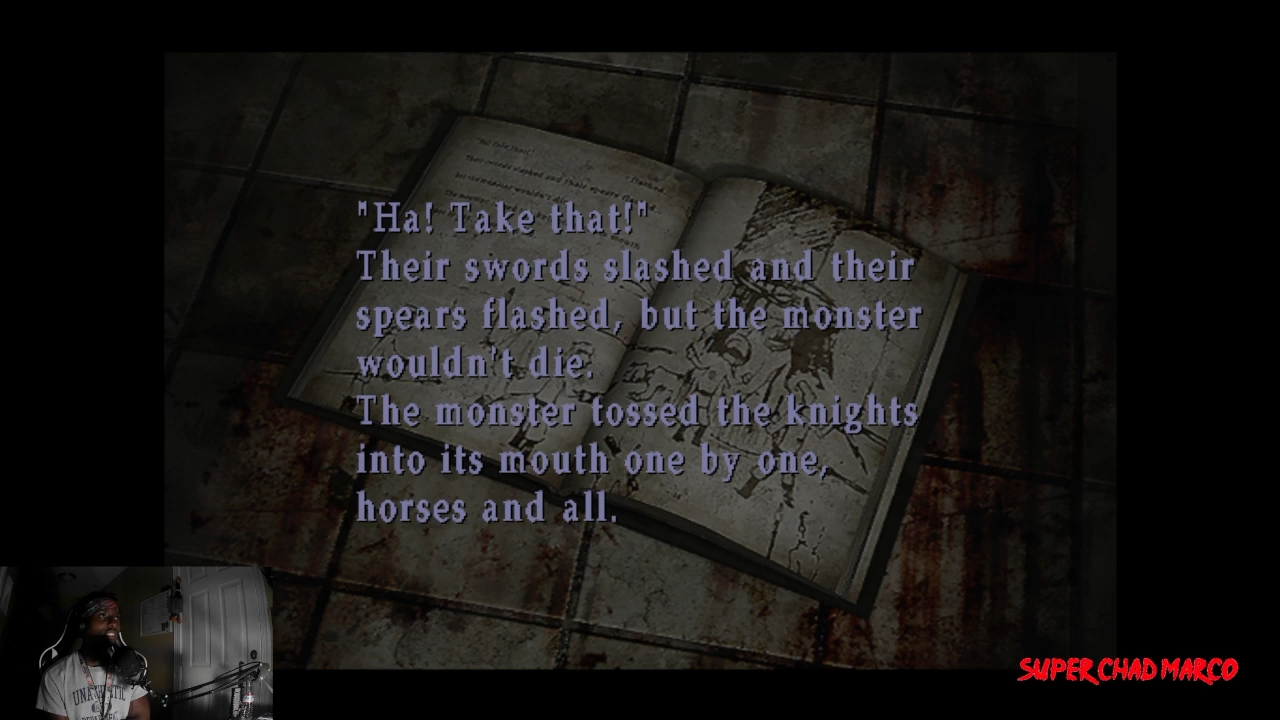 "Ha! Take that!"
Their swords slashed and their
spears flashed, but the monster
wouldn't die.
The monster tossed the knights
into its mouth one by one,
horses and all.
SUPER CHAD MARCO